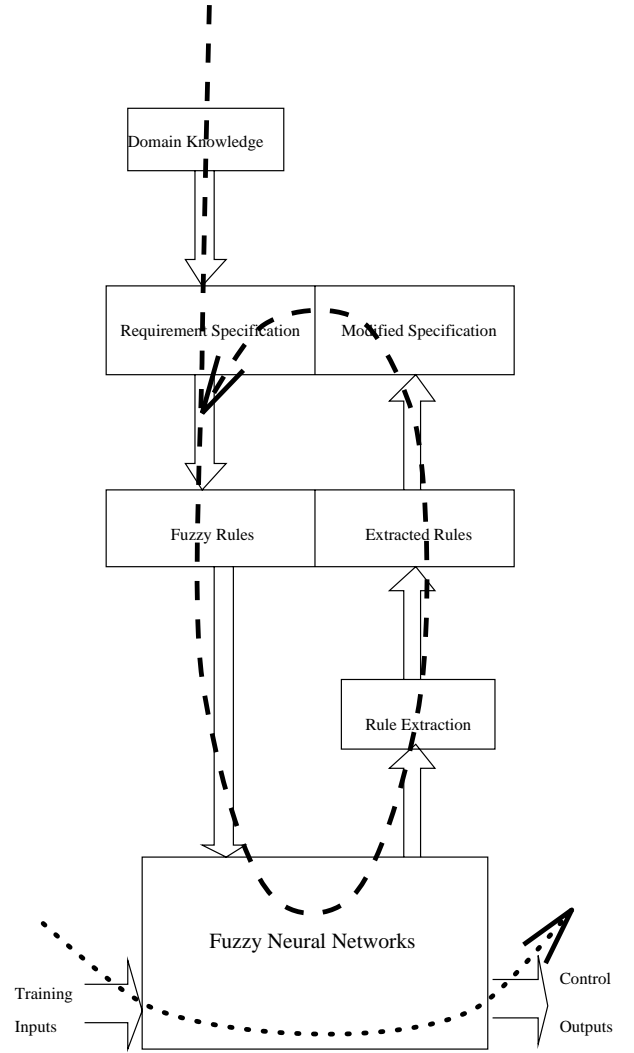 Domain Knowledge
Requirement Specification
Modified Specification
Fuzzy Rules
Extracted Rules
Rule Extraction
Fuzzy Neural Networks
Training
Inputs
Control
Outputs